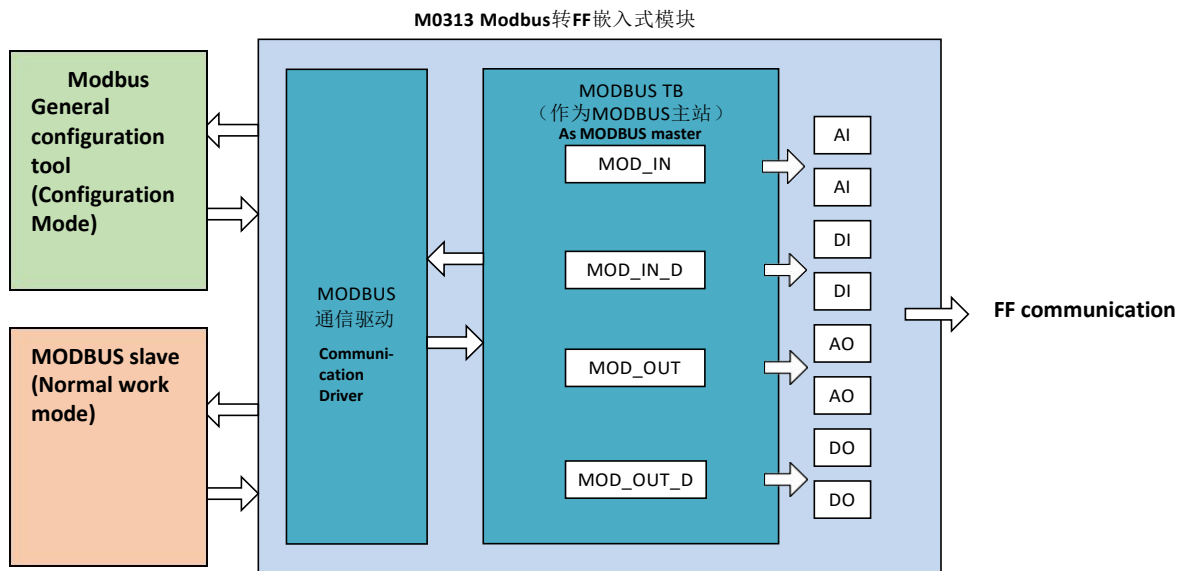 M0313 Modbus转FF嵌入式模块
Modbus
General
configuration
tool
(Configuration
Mode)
MODBUS slave
(Normal work
mode)
MODBUS
通信驱动
Communi-
cation
Driver
MODBUS TB
（作为MODBUS主站）
As MODBUS master
MOD_IN
MOD_IN_D
MOD_OUT
MOD_OUT_D
AI
AI
DI
DI
AO
AO
DO
DO
FF communication